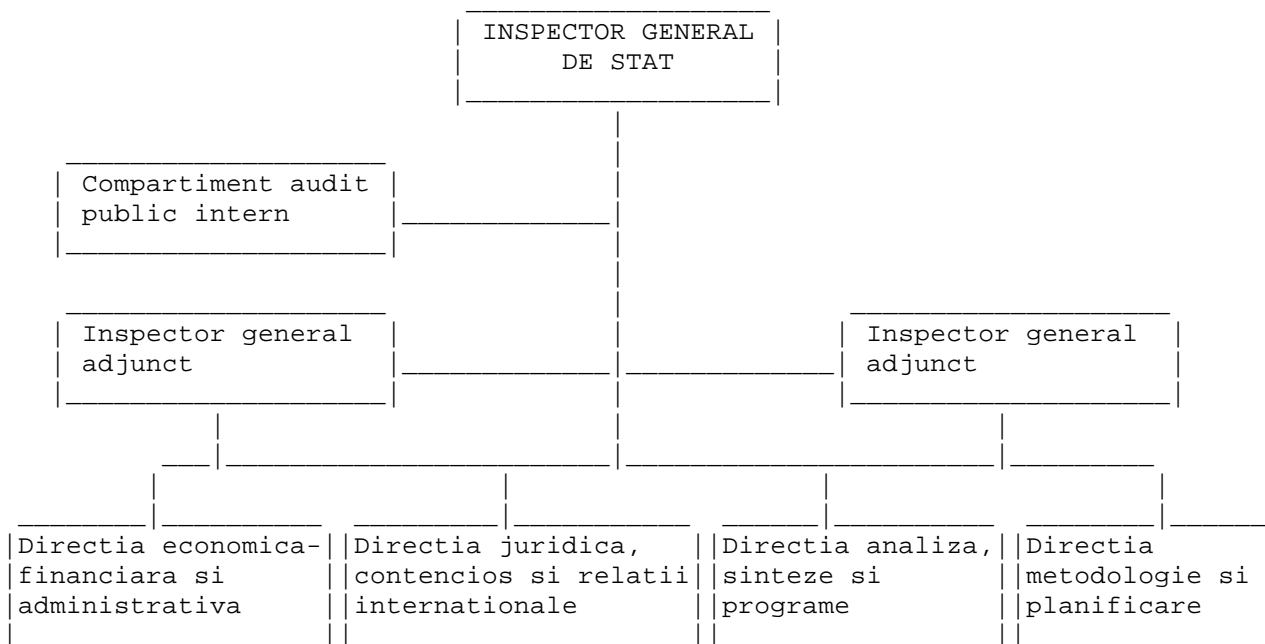 INSPECTOR GENERAL
DE STAT
Compartiment audit
public intern
Inspector general
adjunct
Inspector general
adjunct
Directia economica-
financiara si
administrativa
Directia juridica,
contencios si relatii
internationale
Directia analiza,
sinteze si
programe
Directia
metodologie si
planificare